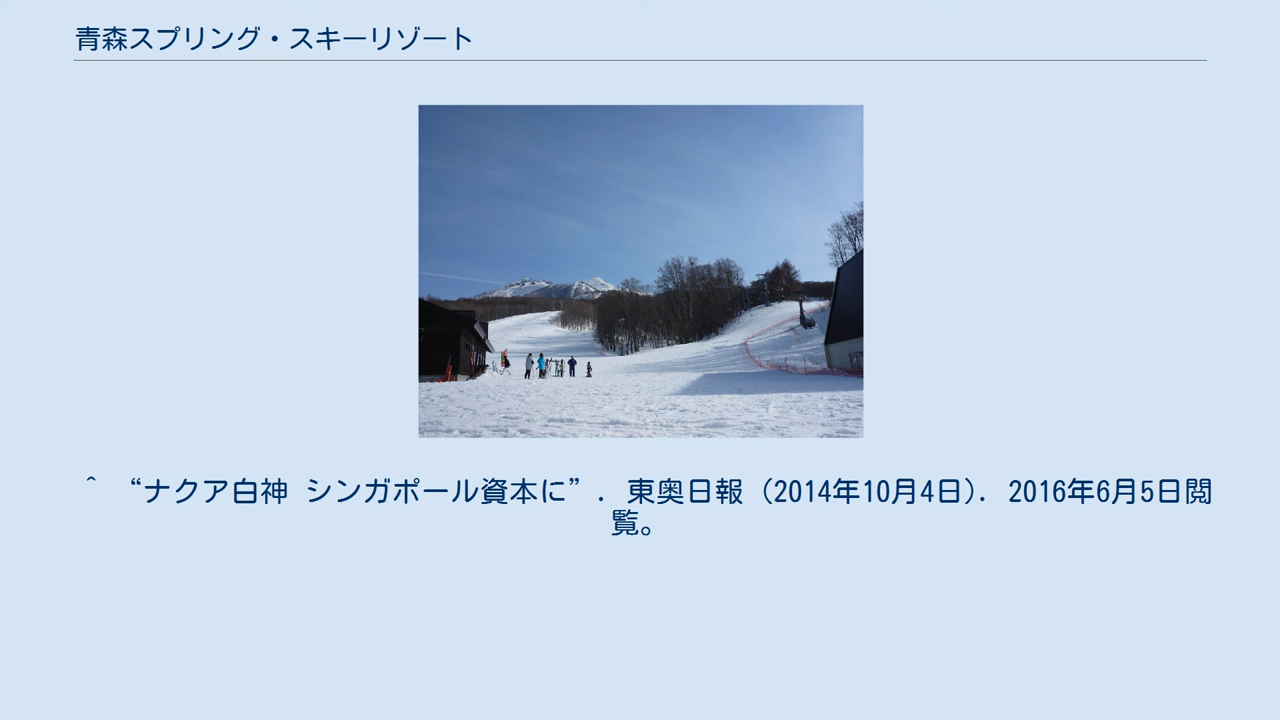 青森スプリング・スキーリゾート
^ “ナクア白神 シンガポール資本に”. 東奥日報 (2014年10月4日). 2016年6月5日閲
覧。